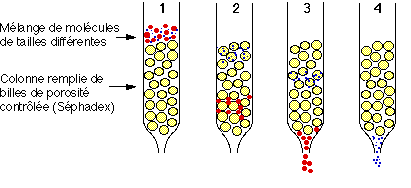 1 2 3 4
Mélange de molécules
de tailles différentes
Colonne remplie de
billes de porosité
contrôlée (Séphadex)